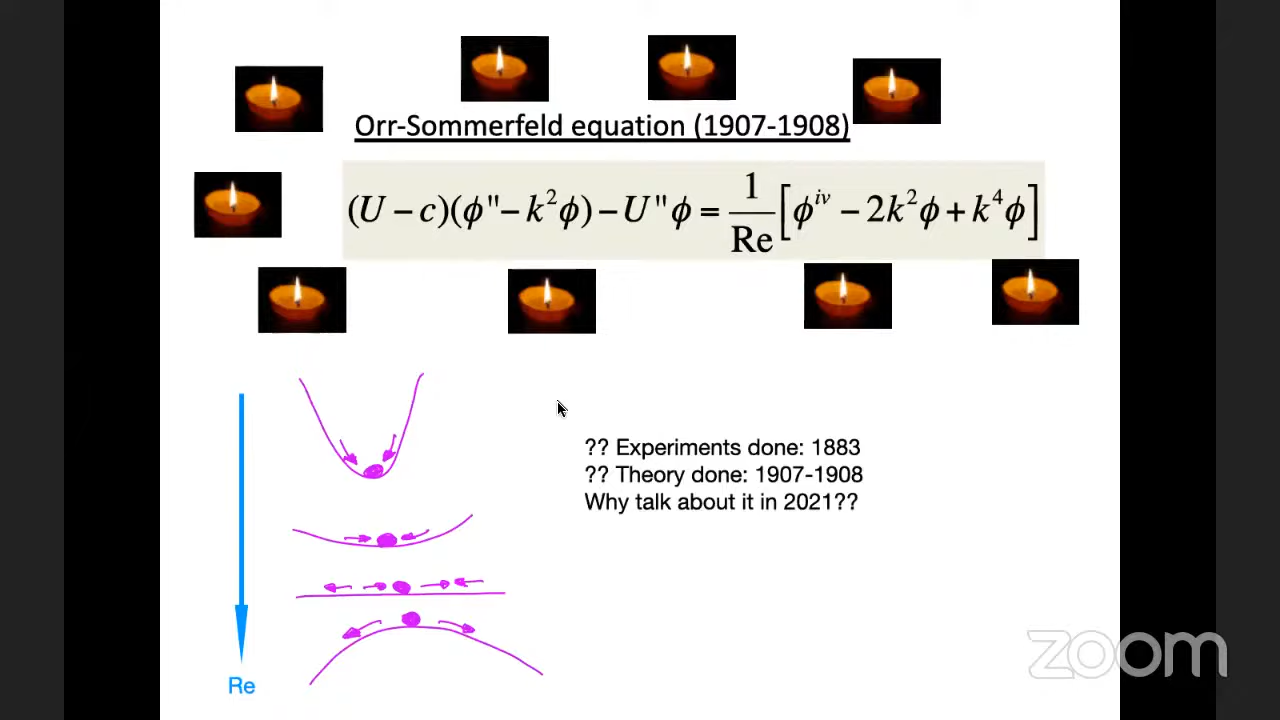 Orr-Sommerfeld equation (1907-1908)
(U − c)(ϕ" − k²ϕ) − U"ϕ = 1/Re [ϕ^{iv} − 2k²ϕ + k⁴ϕ]
?? Experiments done: 1883
?? Theory done: 1907-1908
Why talk about it in 2021??
Re
zoom